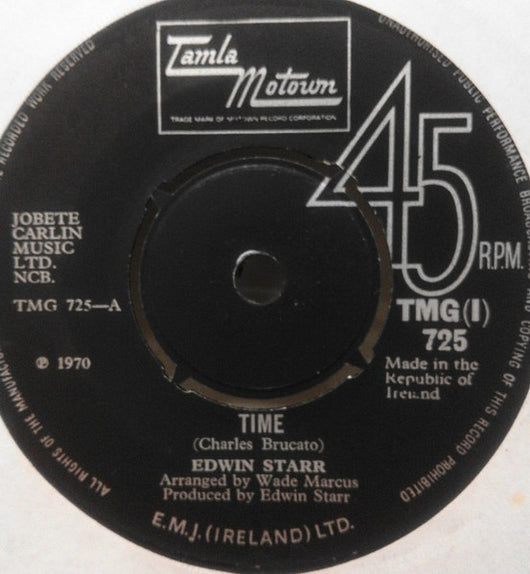 Tamla
Motown
TRADE MARK OF MOTOWN RECORD CORPORATION
45
R.P.M.
JOBETE
CARLIN
MUSIC
LTD.
NCB.
TMG 725—A
℗ 1970
TMG(I)
725
Made in the
Republic of
Ireland
TIME
(Charles Brucato)
EDWIN STARR
Arranged by Wade Marcus
Produced by Edwin Starr
E.M.J. (IRELAND) LTD.
ALL RIGHTS OF THE MANUFACTU
RECORDED WORK RESERVED
UNAUTHORISED PUBLIC PERFORMANCE BROADCAS
AND COPYING OF THIS RECORD PROHIBITED